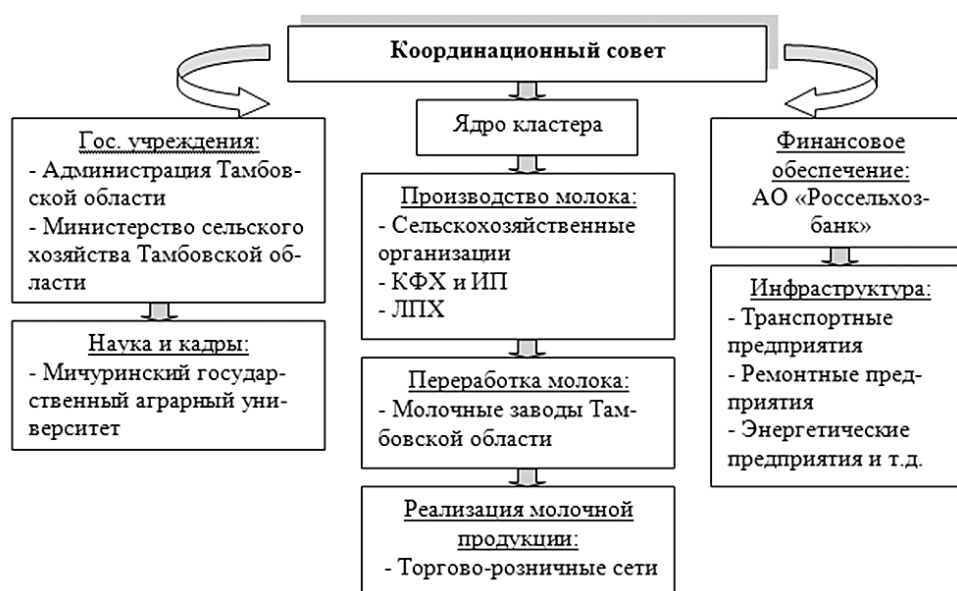 Координационный совет
Гос. учреждения:
- Администрация Тамбов-
ской области
- Министерство сельского
хозяйства Тамбовской об-
ласти
Наука и кадры:
- Мичуринский государ-
ственный аграрный уни-
верситет
Ядро кластера
Производство молока:
- Сельскохозяйственные
организации
- КФХ и ИП
- ЛПХ
Переработка молока:
- Молочные заводы Там-
бовской области
Реализация молочной
продукции:
- Торгово-розничные сети
Финансовое
обеспечение:
АО «Россельхоз-
банк»
Инфраструктура:
- Транспортные
предприятия
- Ремонтные пред-
приятия
- Энергетические
предприятия и т.д.